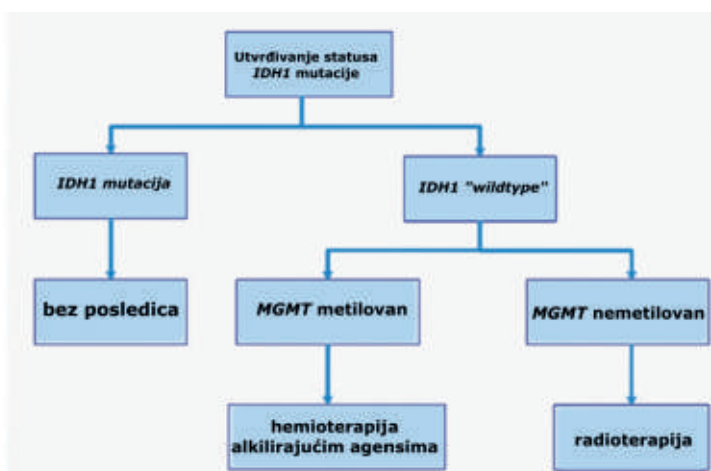 Utvrđivanje statusa
IDH1 mutacije
IDH1 mutacija
IDH1 "wildtype"
bez posledica
MGMT metilovan
MGMT nemetilovan
hemioterapija
alkilirajućim agensima
radioterapija